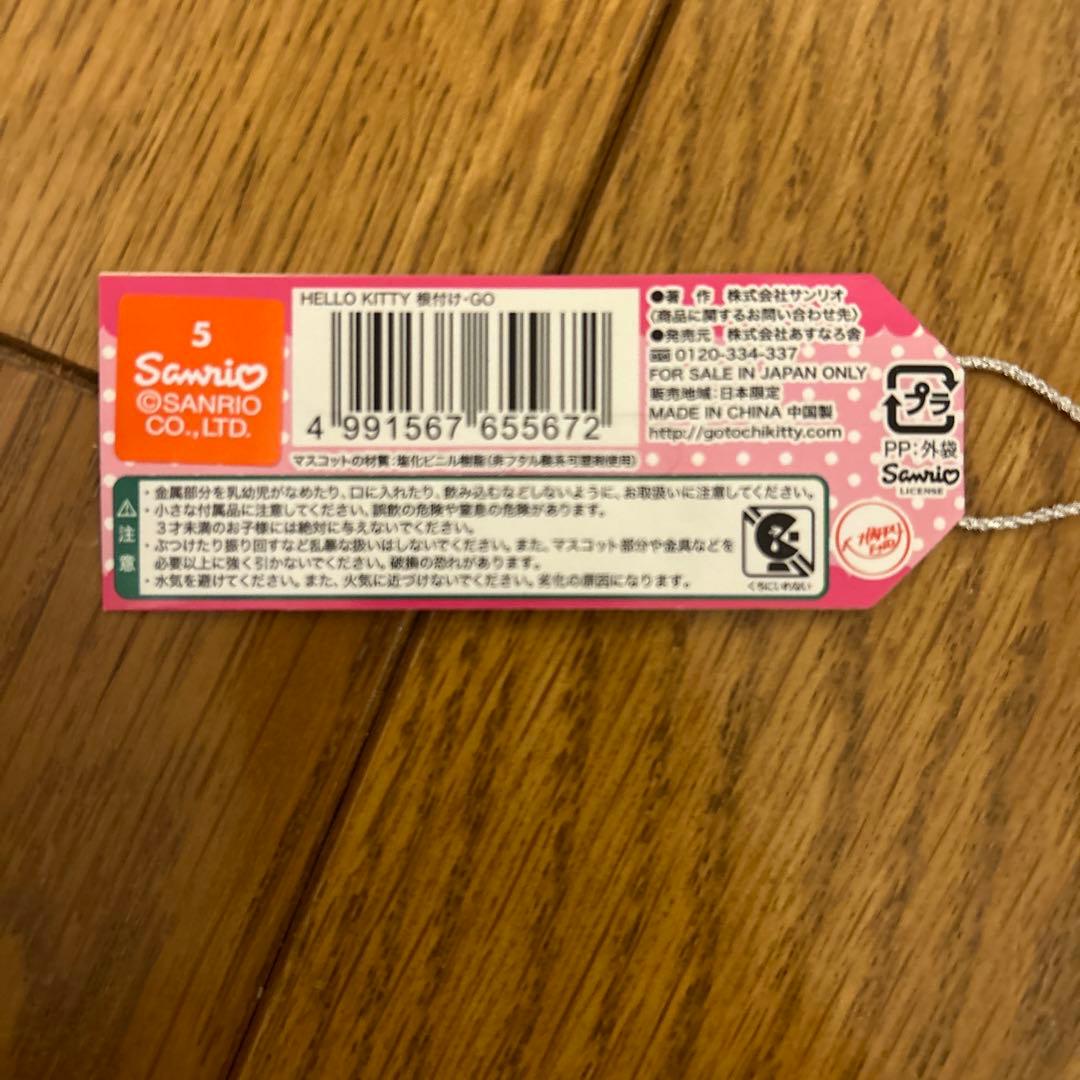 5
Sanrio
©SANRIO
CO., LTD.
HELLO KITTY 根付け・GO
4 991567 655672
マスコットの材質:塩化ビニル樹脂(非フタル酸系可塑剤使用)
●著 作 株式会社サンリオ
〈商品に関するお問い合わせ先〉
●発売元 株式会社あすなろ舎
0120-334-337
FOR SALE IN JAPAN ONLY
販売地域:日本限定
MADE IN CHINA 中国製
http://gotochikitty.com
プラ
PP:外袋
Sanrio
LICENSE
注意
・金属部分を乳幼児がなめたり、口に入れたり、飲み込むなどしないように、お取扱いに注意してください。
・小さな付属品に注意してください。誤飲の危険や窒息の危険があります。
3才未満のお子様には絶対に与えないでください。
・ぶつけたり振り回すなど乱暴な扱いはしないでください。また、マスコット部分や金具などを
必要以上に強く引かないでください。破損の恐れがあります。
・水気を避けてください。また、火気に近づけないでください。劣化の原因になります。
くちにいれない